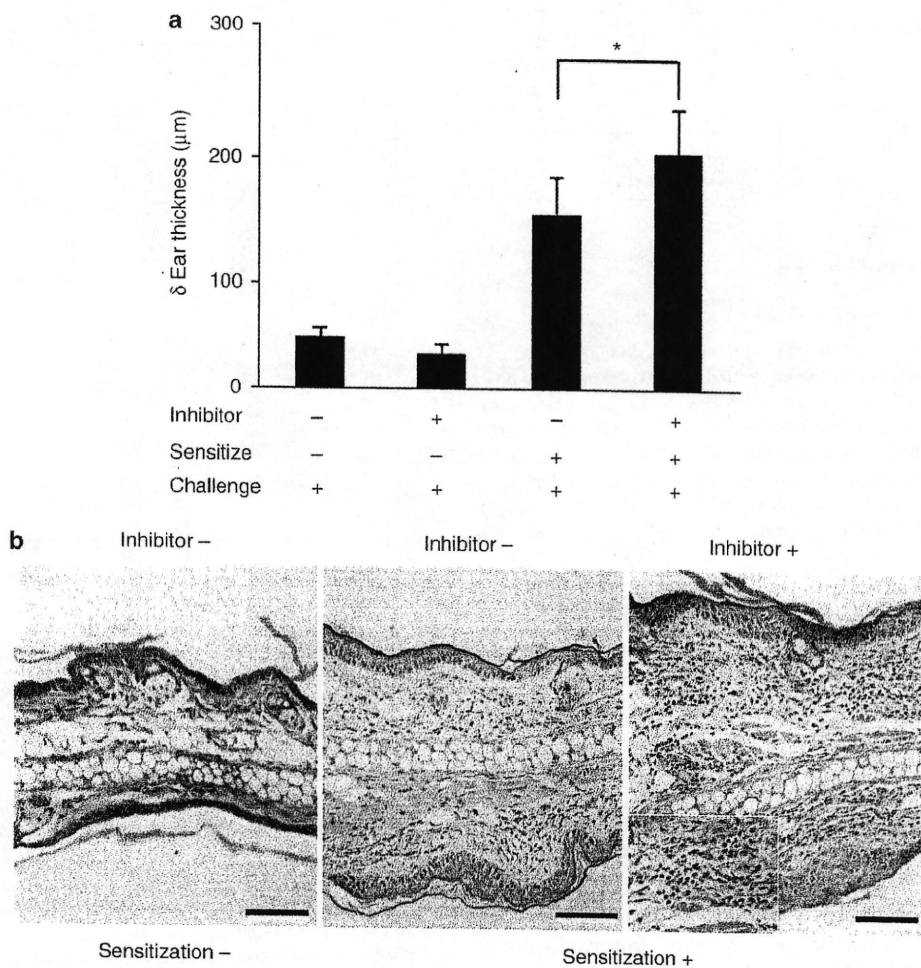 a
300
200
100
0
δ Ear thickness (μm)
*
Inhibitor – + – +
Sensitize – – + +
Challenge + + + +
b
Inhibitor – Inhibitor – Inhibitor +
Sensitization – Sensitization +